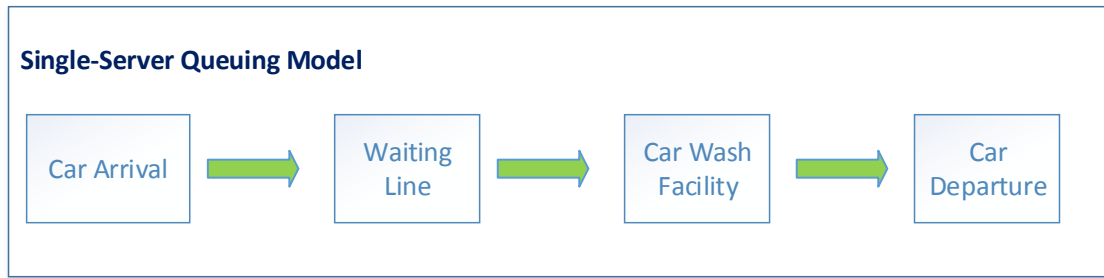 Single-Server Queuing Model
Car Arrival
Waiting
Line
Car Wash
Facility
Car
Departure